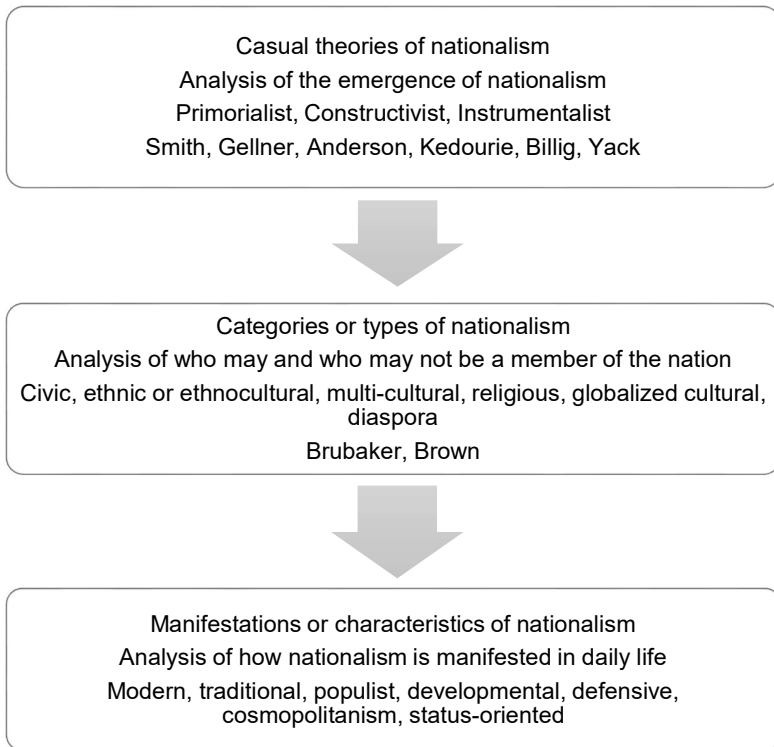 Casual theories of nationalism
Analysis of the emergence of nationalism
Primorialist, Constructivist, Instrumentalist
Smith, Gellner, Anderson, Kedourie, Billig, Yack
Categories or types of nationalism
Analysis of who may and who may not be a member of the nation
Civic, ethnic or ethnocultural, multi-cultural, religious, globalized cultural,
diaspora
Brubaker, Brown
Manifestations or characteristics of nationalism
Analysis of how nationalism is manifested in daily life
Modern, traditional, populist, developmental, defensive,
cosmopolitanism, status-oriented